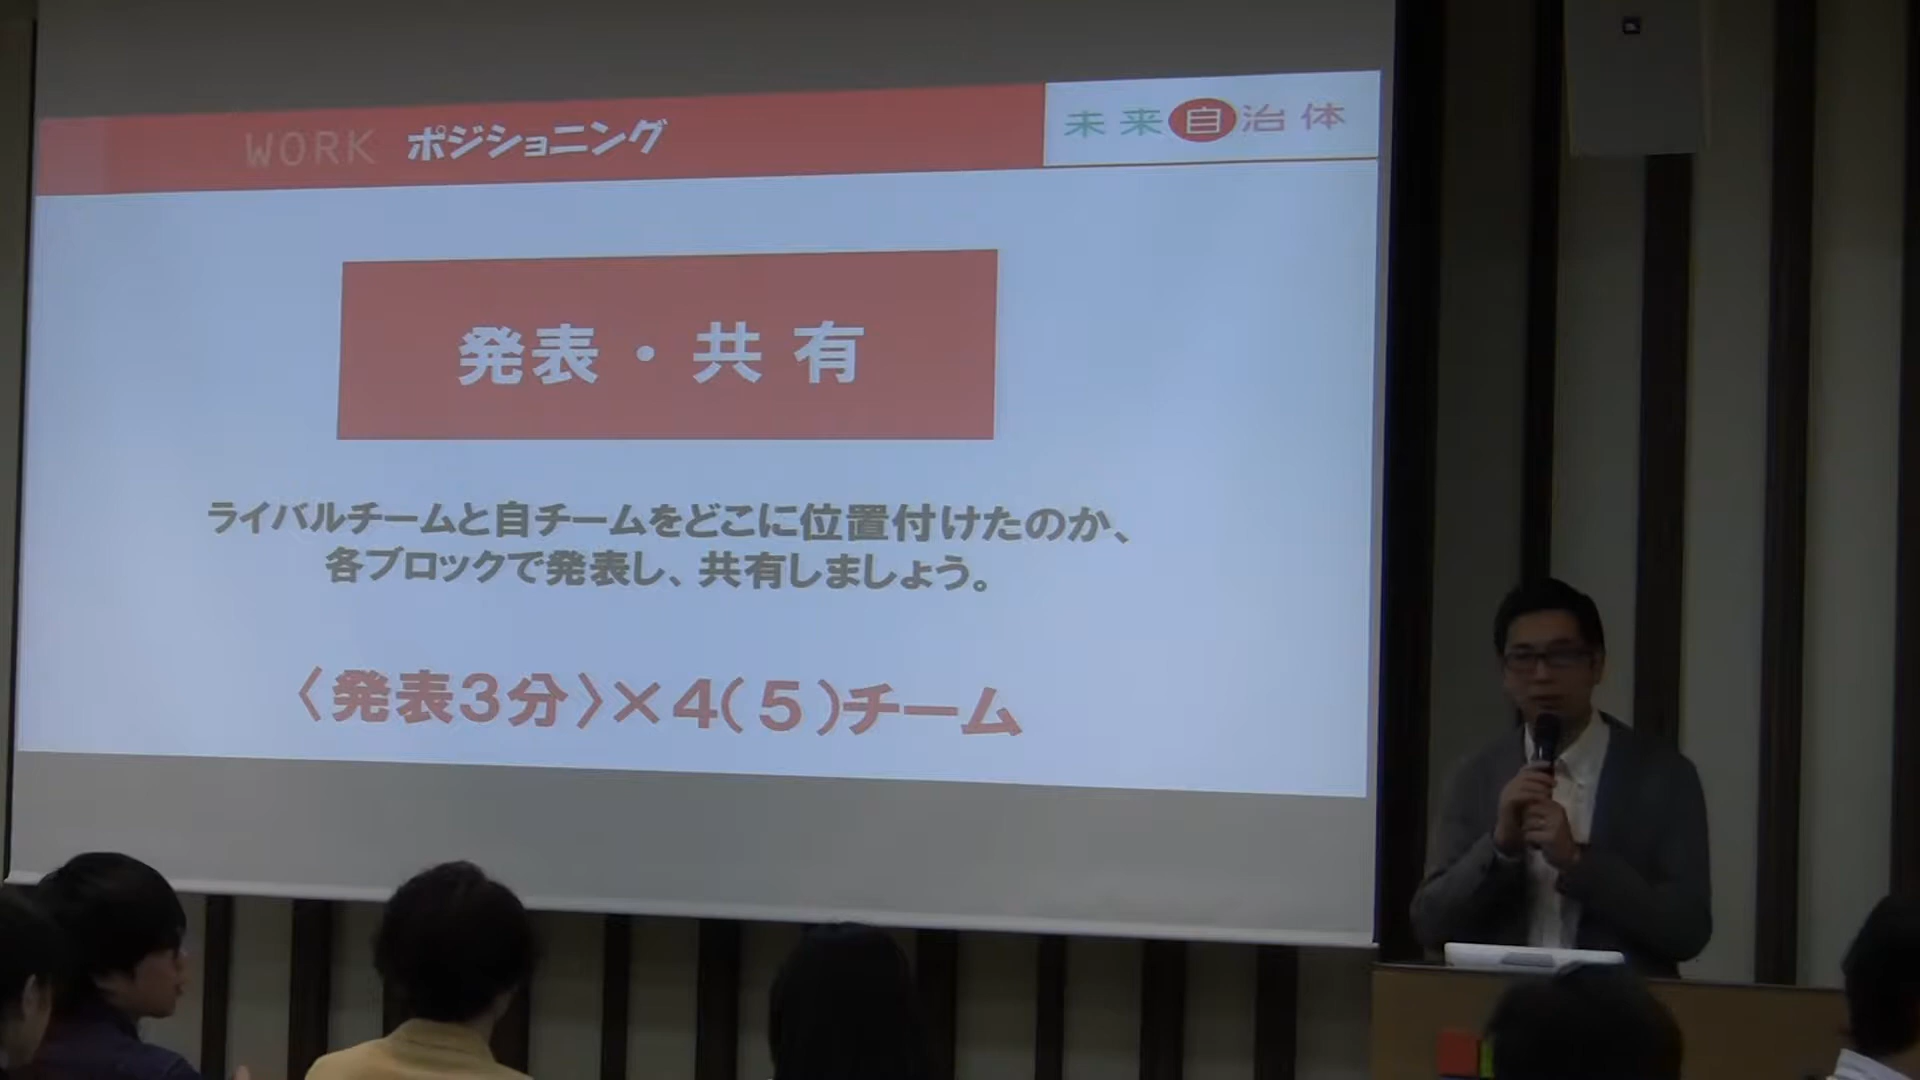 WORK ポジショニング
未来自治体
発表・共有
ライバルチームと自チームをどこに位置付けたのか、
各ブロックで発表し、共有しましょう。
〈発表3分〉×4(5)チーム